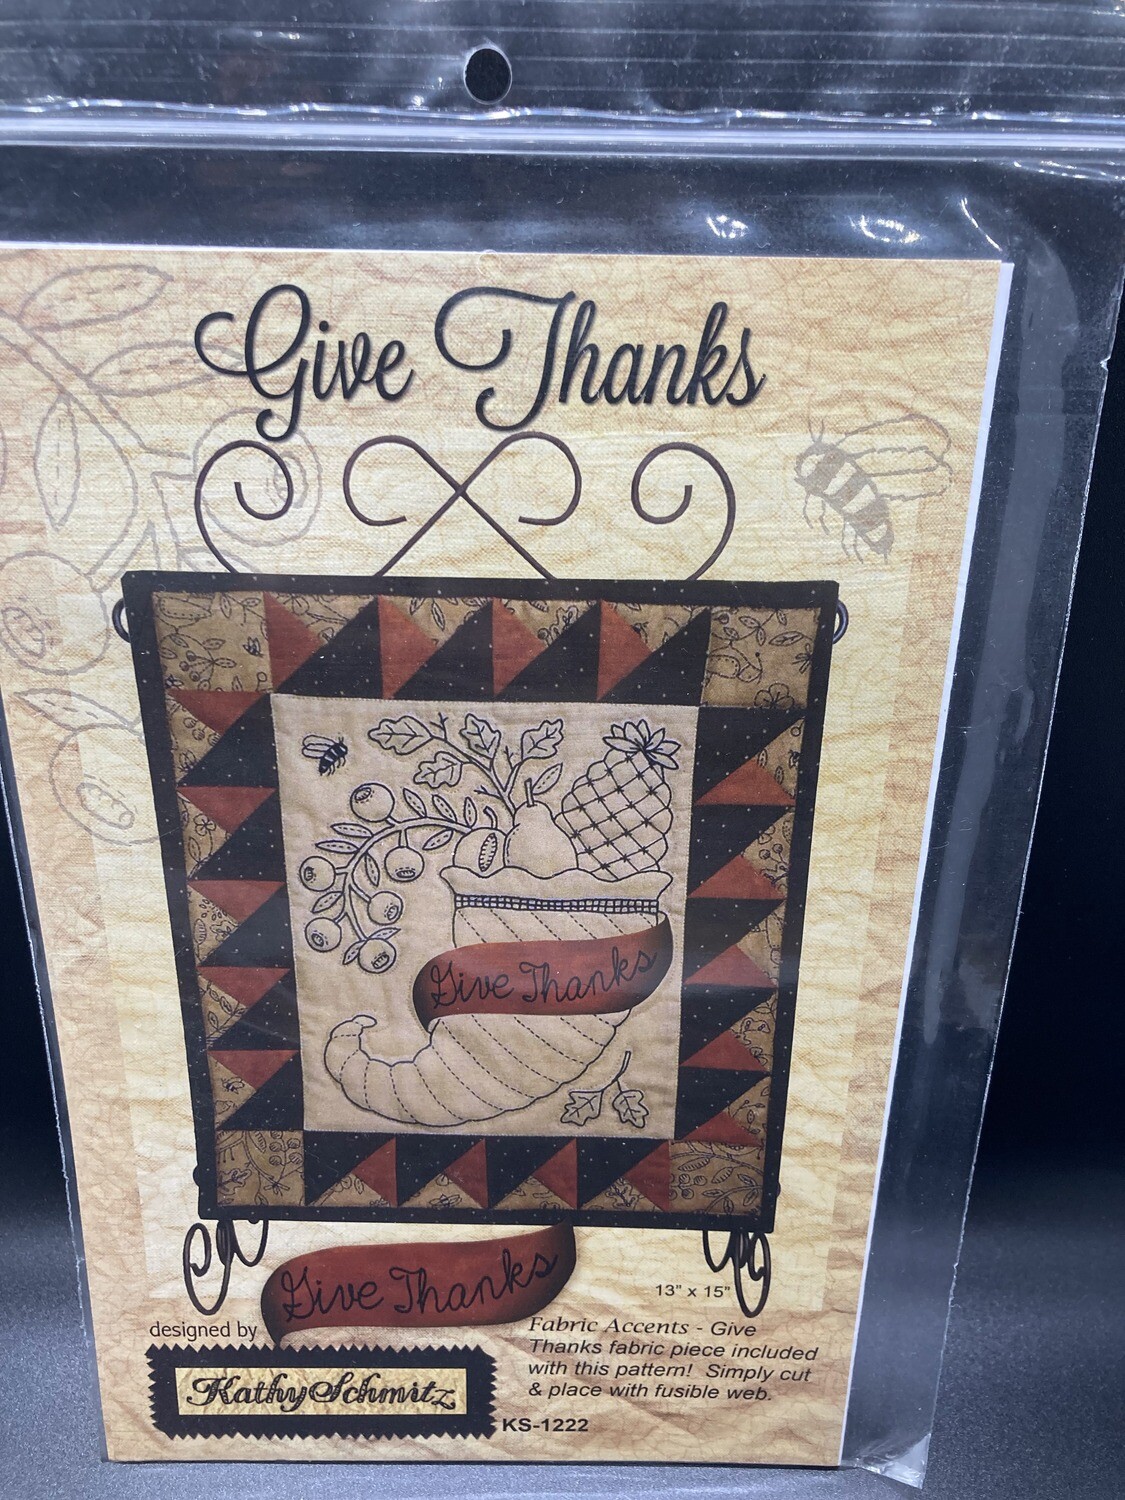 Give Thanks
Give Thanks
Give Thanks
13" x 15"
designed by
Kathy Schmitz
Fabric Accents - Give
Thanks fabric piece included
with this pattern! Simply cut
& place with fusible web.
KS-1222